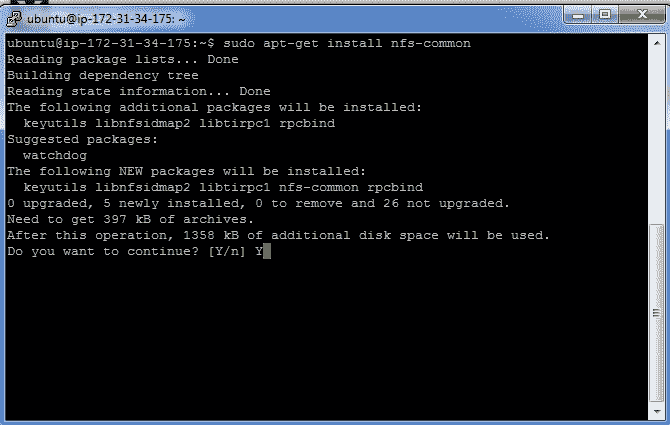 ubuntu@ip-172-31-34-175: ~
ubuntu@ip-172-31-34-175:~$ sudo apt-get install nfs-common
Reading package lists... Done
Building dependency tree
Reading state information... Done
The following additional packages will be installed:
  keyutils libnfsidmap2 libtirpc1 rpcbind
Suggested packages:
  watchdog
The following NEW packages will be installed:
  keyutils libnfsidmap2 libtirpc1 nfs-common rpcbind
0 upgraded, 5 newly installed, 0 to remove and 26 not upgraded.
Need to get 397 kB of archives.
After this operation, 1358 kB of additional disk space will be used.
Do you want to continue? [Y/n] Y